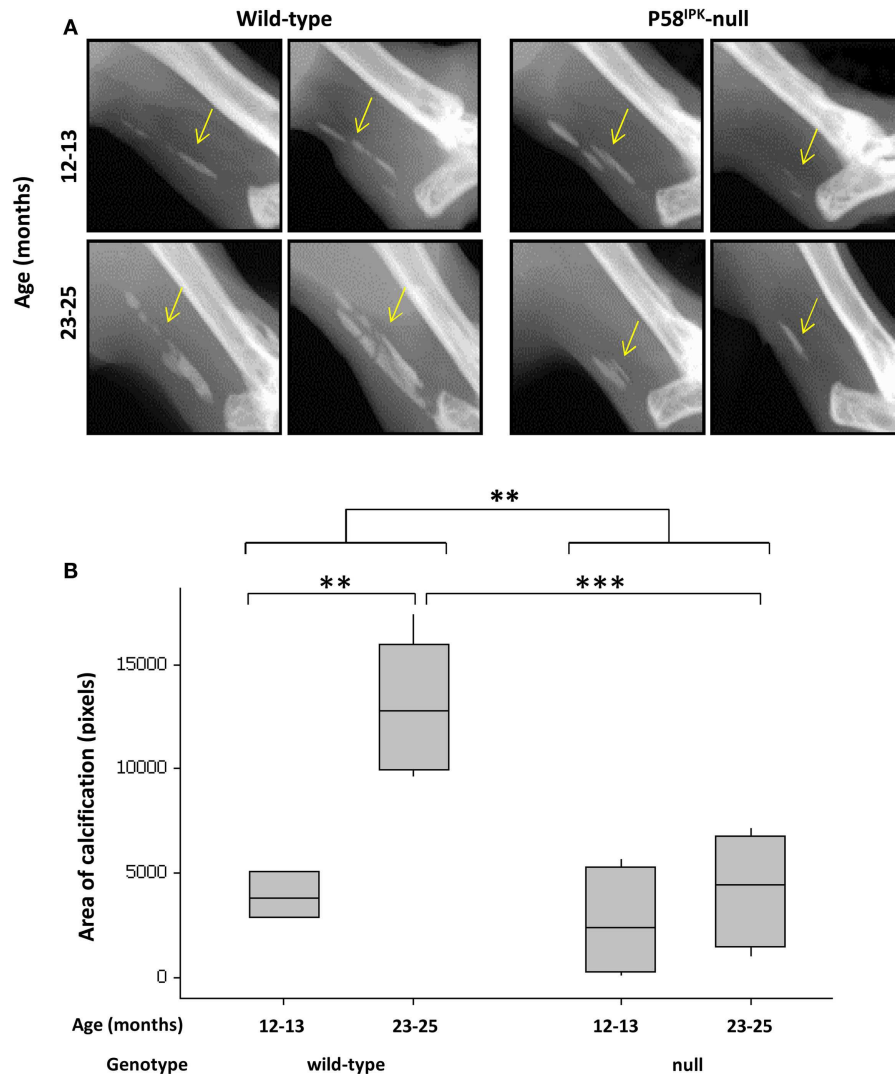 A
Wild-type
P58IPK-null
Age (months)
12-13
23-25
B
**
**
***
Area of calcification (pixels)
15000
10000
5000
0
Age (months) 12-13 23-25 12-13 23-25
Genotype wild-type null